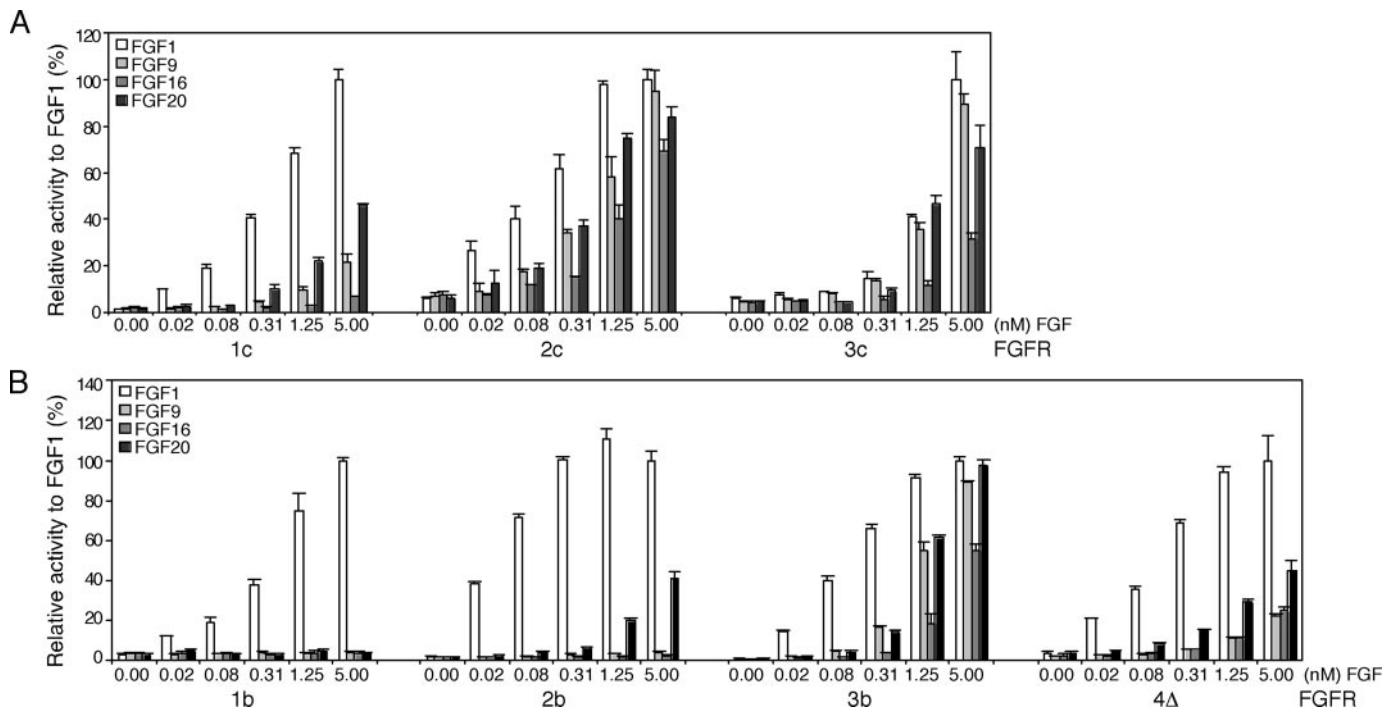 A
Relative activity to FGF1 (%)
120
100
80
60
40
20
0
FGF1
FGF9
FGF16
FGF20
0.00 0.02 0.08 0.31 1.25 5.00 0.00 0.02 0.08 0.31 1.25 5.00 0.00 0.02 0.08 0.31 1.25 5.00 (nM) FGF
1c 2c 3c FGFR
B
Relative activity to FGF1 (%)
140
120
100
80
60
40
20
0
FGF1
FGF9
FGF16
FGF20
0.00 0.02 0.08 0.31 1.25 5.00 0.00 0.02 0.08 0.31 1.25 5.00 0.00 0.02 0.08 0.31 1.25 5.00 0.00 0.02 0.08 0.31 1.25 5.00 (nM) FGF
1b 2b 3b 4Δ FGFR